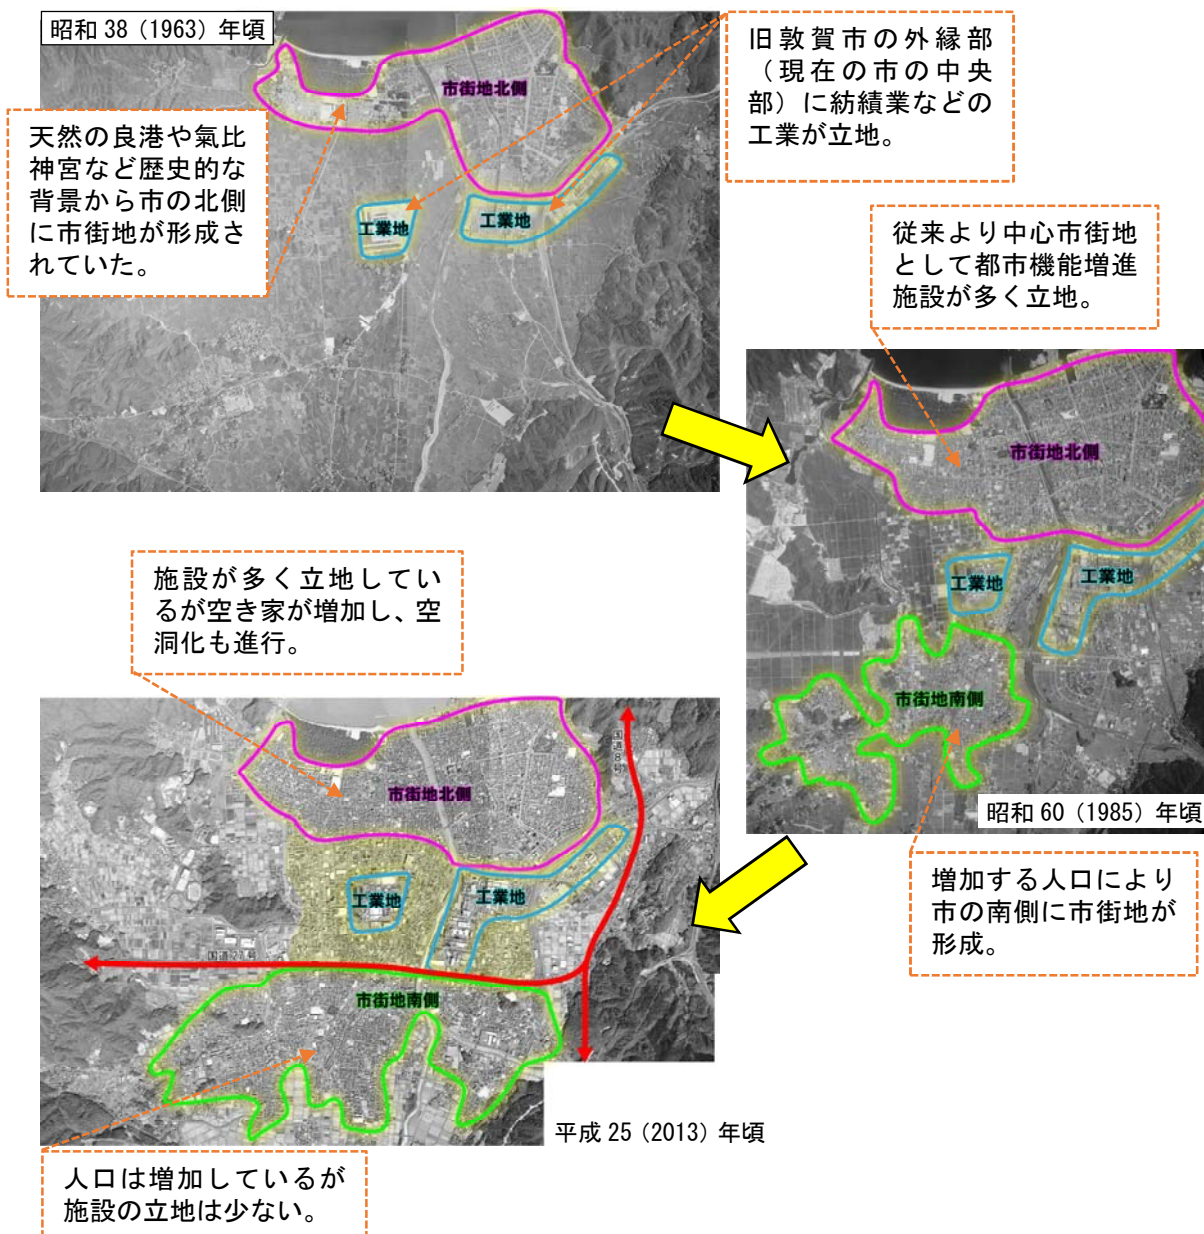 昭和 38（1963）年頃
市街地北側
工業地
工業地
天然の良港や氣比
神宮など歴史的な
背景から市の北側
に市街地が形成さ
れていた。
旧敦賀市の外縁部
（現在の市の中央
部）に紡績業などの
工業が立地。
従来より中心市街地
として都市機能増進
施設が多く立地。
市街地北側
工業地
工業地
市街地南側
昭和 60（1985）年頃
増加する人口により
市の南側に市街地が
形成。
施設が多く立地してい
るが空き家が増加し、空
洞化も進行。
国道8号
市街地北側
工業地
工業地
国道27号
市街地南側
平成 25（2013）年頃
人口は増加しているが
施設の立地は少ない。